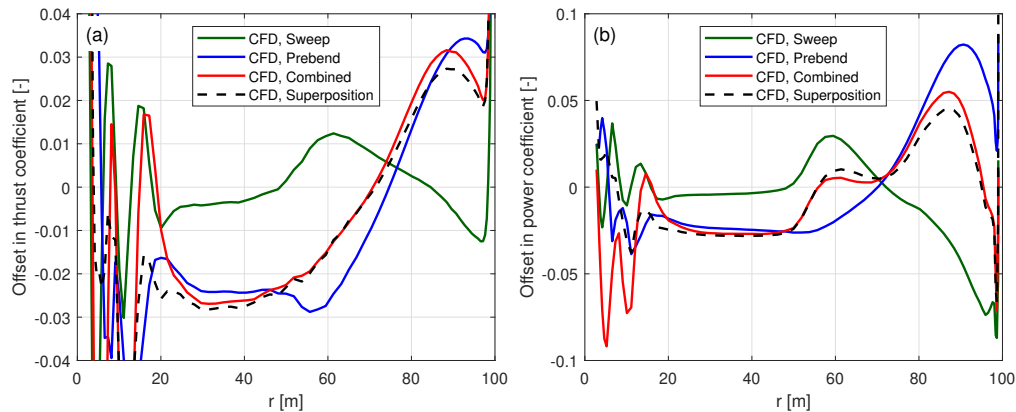 (a)
CFD, Sweep
CFD, Prebend
CFD, Combined
CFD, Superposition
0.04
0.03
0.02
0.01
0
-0.01
-0.02
-0.03
-0.04
Offset in thrust coefficient [-]
0
20
40
60
80
100
r [m]
(b)
CFD, Sweep
CFD, Prebend
CFD, Combined
CFD, Superposition
0.1
0.05
0
-0.05
-0.1
Offset in power coefficient [-]
0
20
40
60
80
100
r [m]